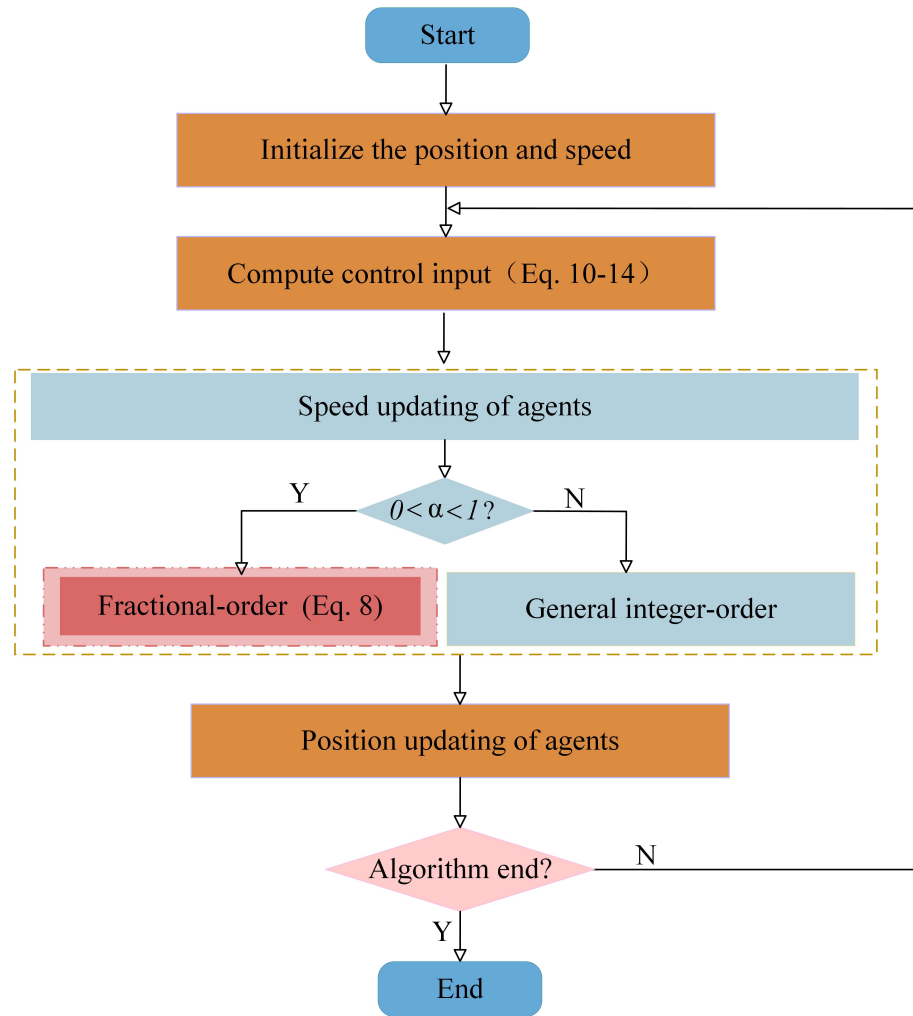 Start
Initialize the position and speed
Compute control input（Eq. 10-14）
Speed updating of agents
0< α<1?
Y
N
Fractional-order (Eq. 8)
General integer-order
Position updating of agents
Algorithm end?
N
Y
End